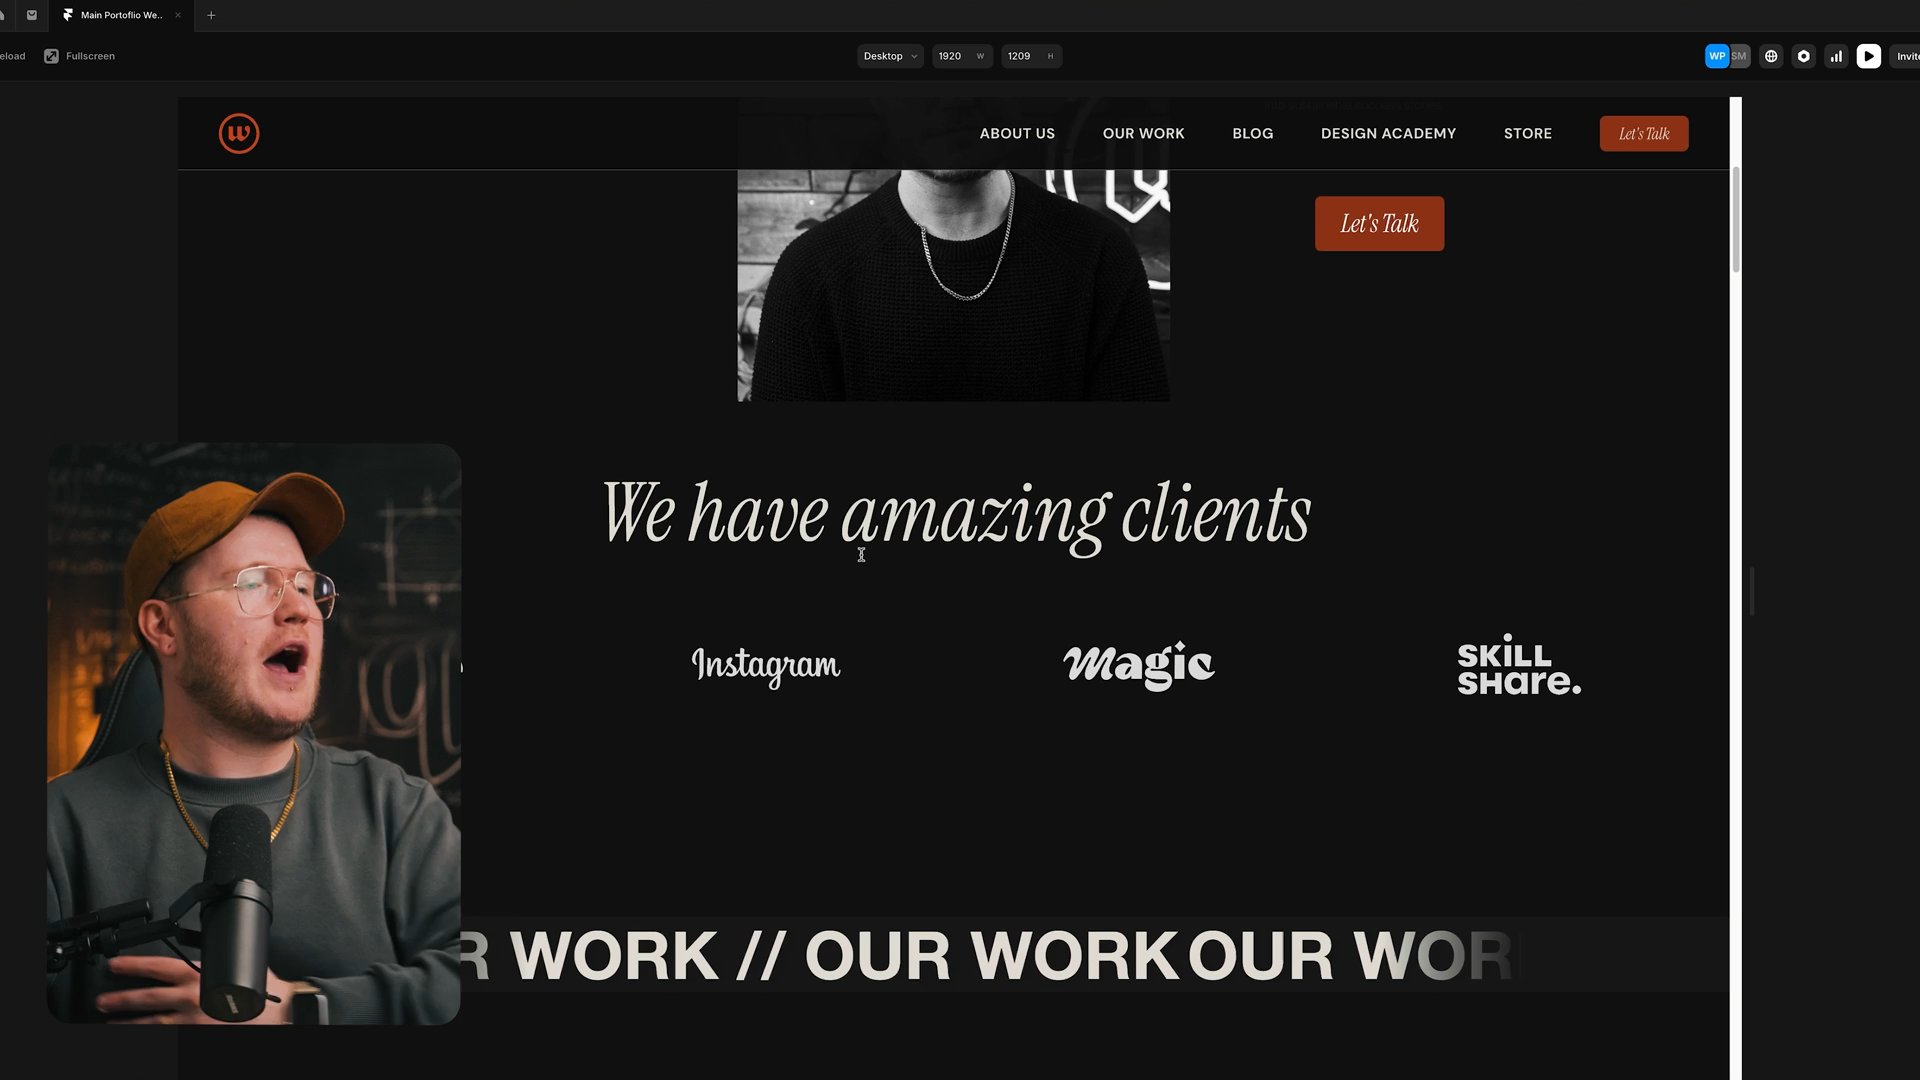 Main Portoflio We..
eload
Fullscreen
Desktop
1920 W
1209 H
WP
SM
Invite
ABOUT US
OUR WORK
BLOG
DESIGN ACADEMY
STORE
Let's Talk
Let's Talk
We have amazing clients
Instagram
Magic
SKiLL
sHare.
R WORK // OUR WORK OUR WOR